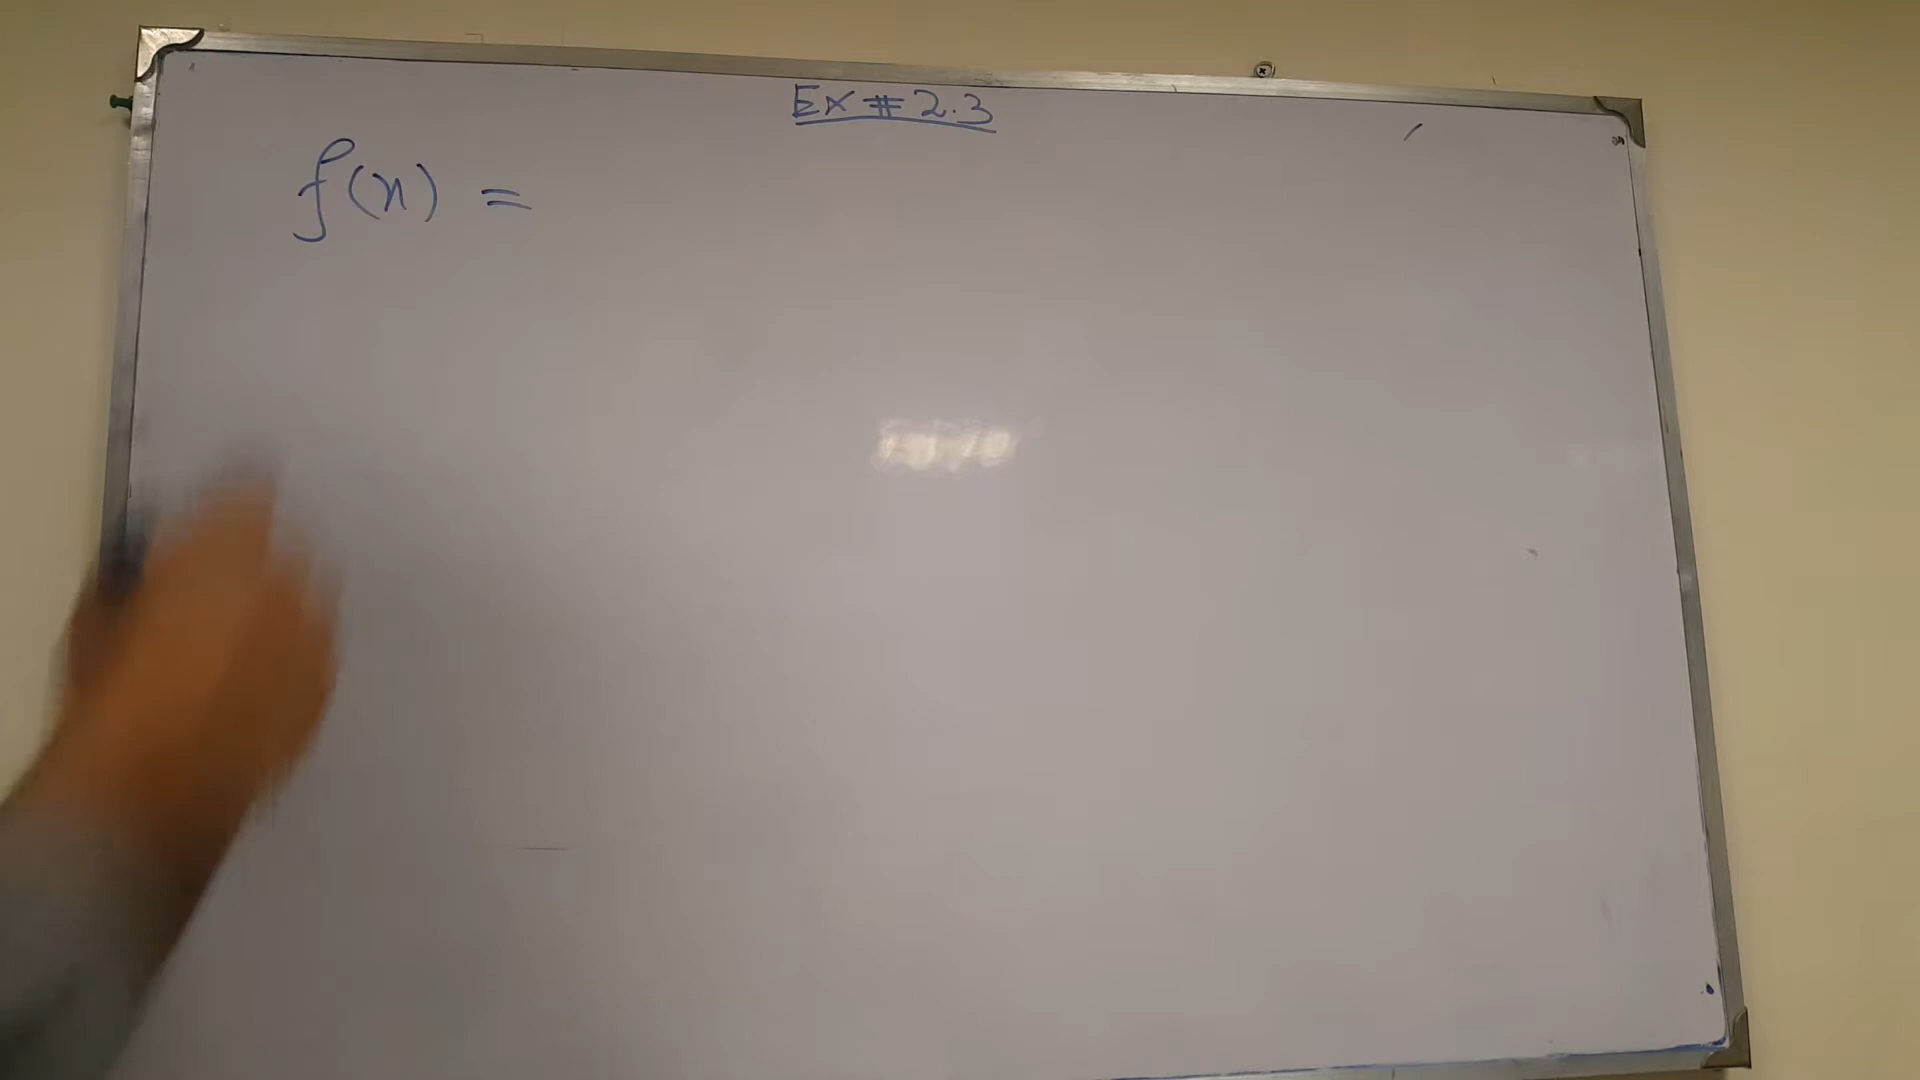 Ex # 2.3
f(x) =